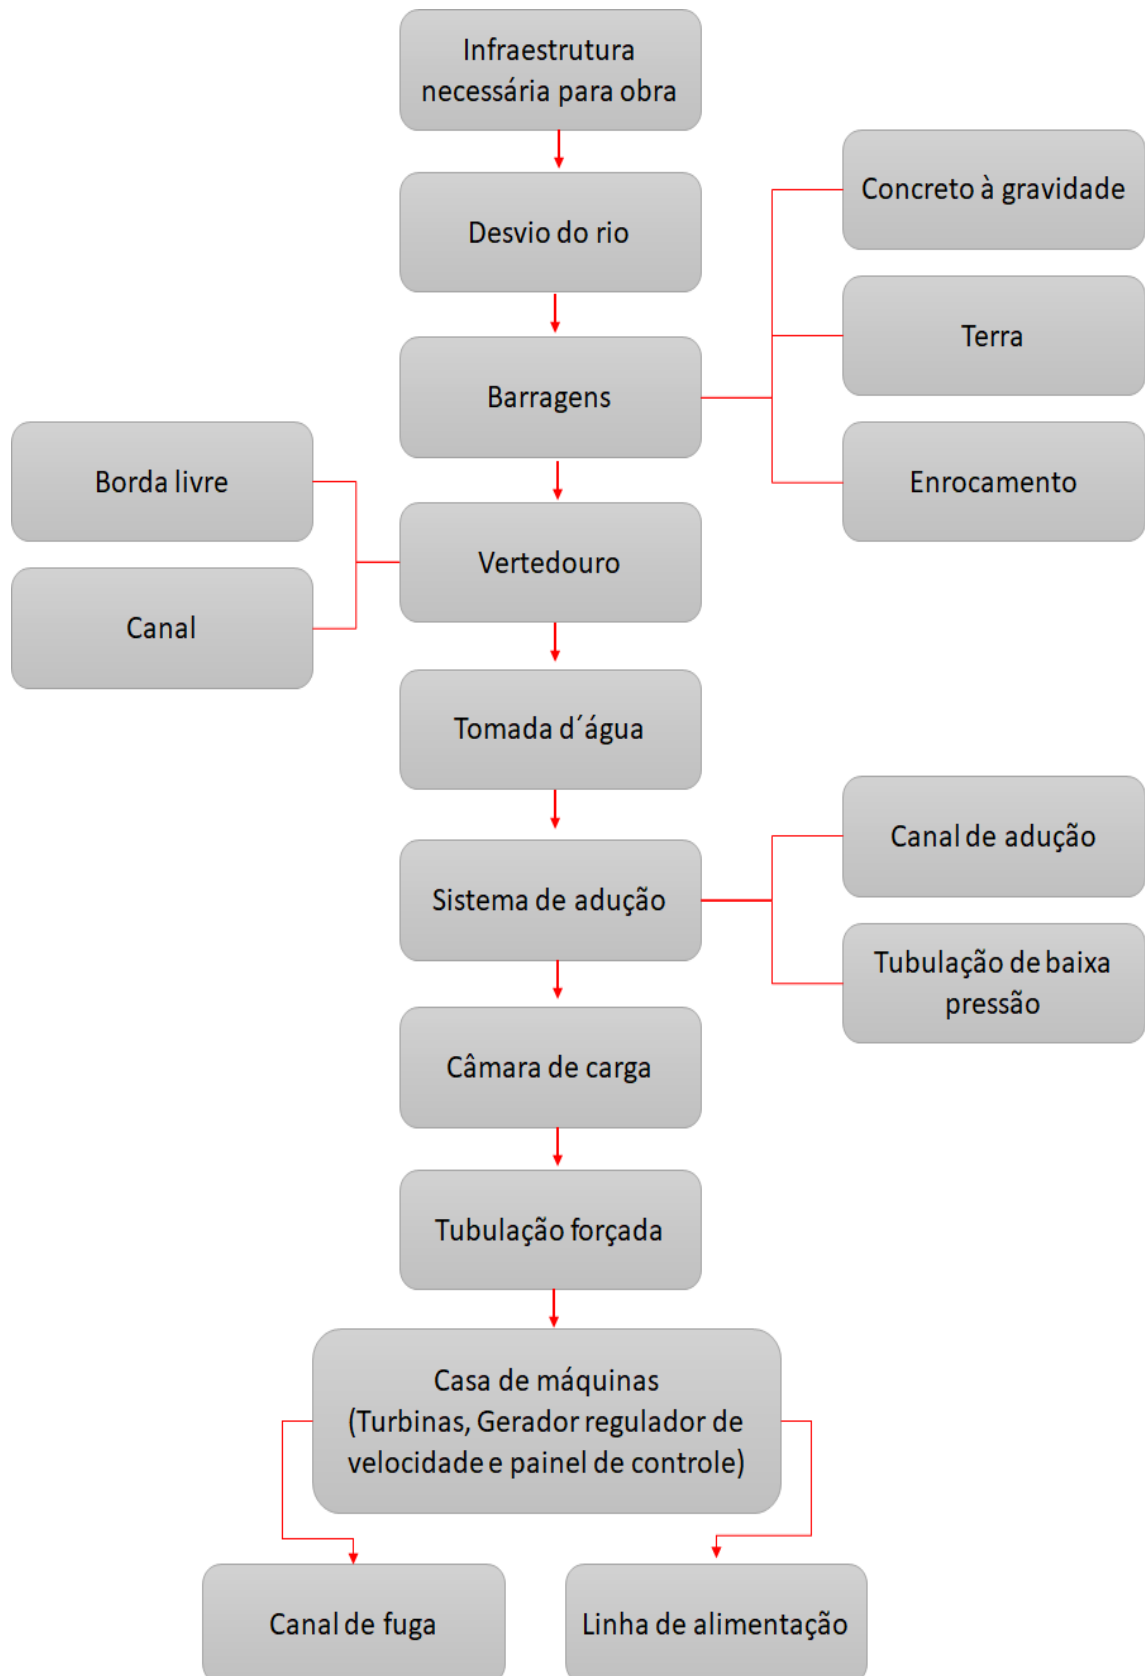 Infraestrutura
necessária para obra
Desvio do rio
Concreto à gravidade
Terra
Barragens
Enrocamento
Borda livre
Vertedouro
Canal
Tomada d´água
Canal de adução
Sistema de adução
Tubulação de baixa
pressão
Câmara de carga
Tubulação forçada
Casa de máquinas
(Turbinas, Gerador regulador de
velocidade e painel de controle)
Canal de fuga
Linha de alimentação